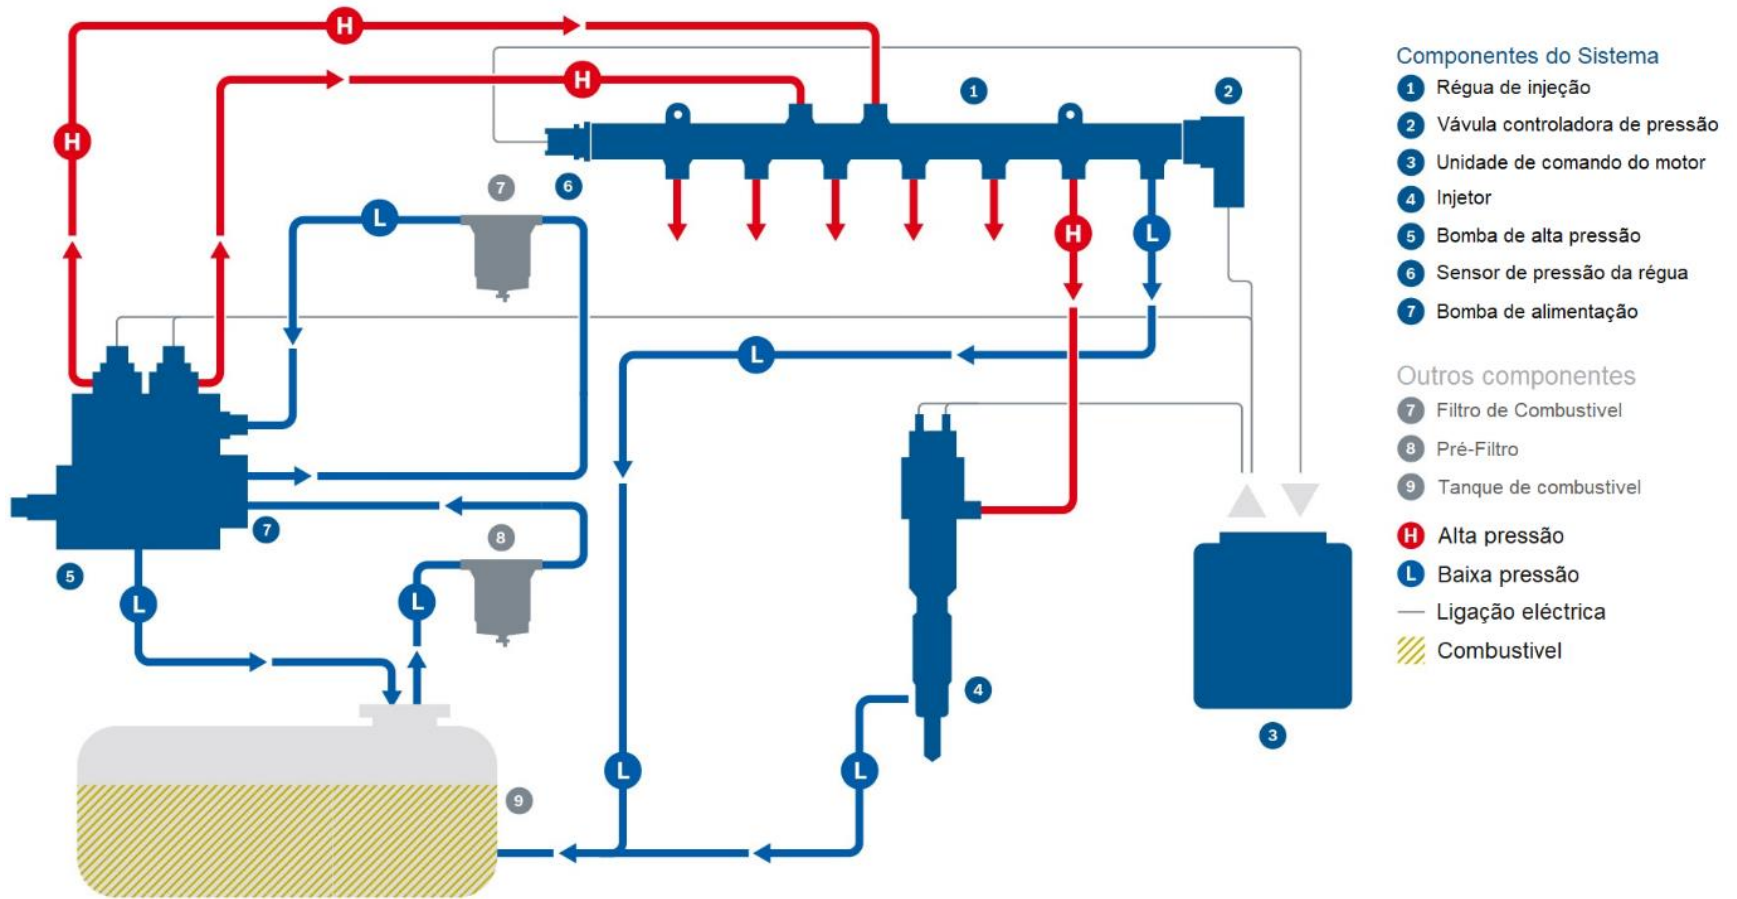 H
H
H
L
H
L
L
L
L
L
L
1
2
6
7
7
8
5
4
3
9
Componentes do Sistema
1 Régua de injeção
2 Vávula controladora de pressão
3 Unidade de comando do motor
4 Injetor
5 Bomba de alta pressão
6 Sensor de pressão da régua
7 Bomba de alimentação
Outros componentes
7 Filtro de Combustivel
8 Pré-Filtro
9 Tanque de combustivel
H Alta pressão
L Baixa pressão
Ligação eléctrica
Combustivel